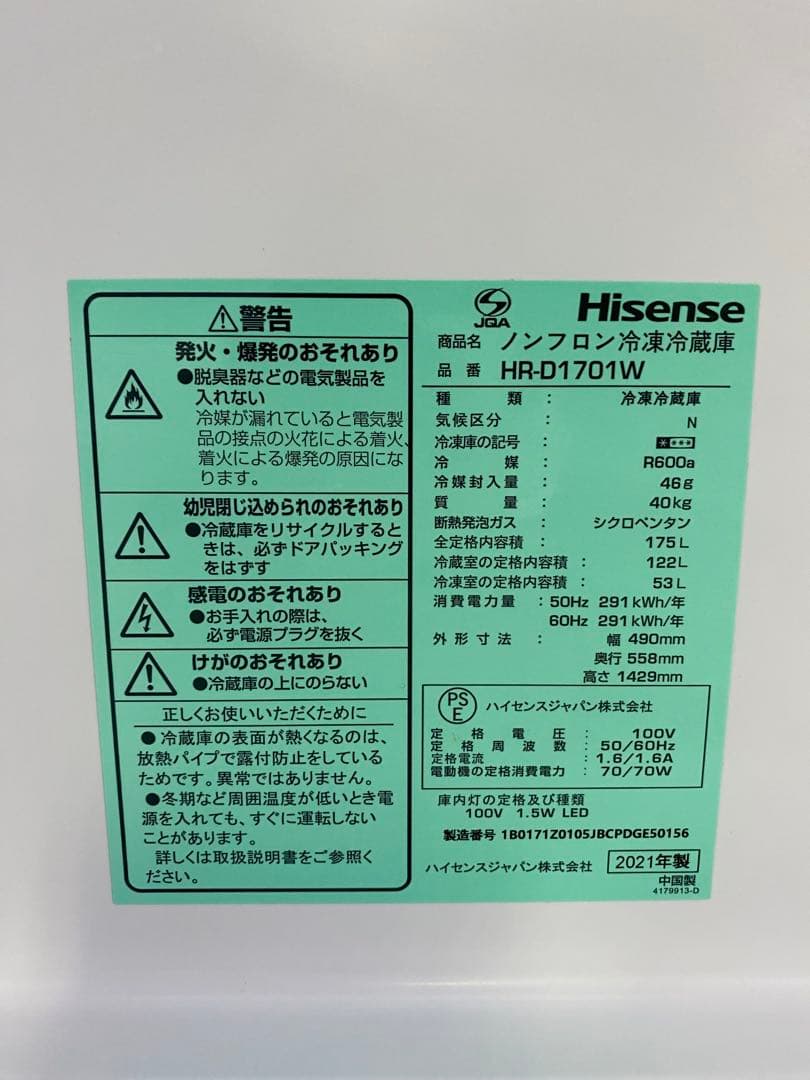 警告
発火・爆発のおそれあり
●脱臭器などの電気製品を
入れない
冷媒が漏れていると電気製
品の接点の火花による着火、
着火による爆発の原因にな
ります。
幼児閉じ込められのおそれあり
●冷蔵庫をリサイクルすると
きは、必ずドアパッキング
をはずす
感電のおそれあり
●お手入れの際は、
必ず電源プラグを抜く
けがのおそれあり
●冷蔵庫の上にのらない
正しくお使いいただくために
●冷蔵庫の表面が熱くなるのは、
放熱パイプで露付防止をしている
ためです。異常ではありません。
●冬期など周囲温度が低いとき電
源を入れても、すぐに運転しない
ことがあります。
詳しくは取扱説明書をご参照く
ださい。
JQA Hisense
商品名 ノンフロン冷凍冷蔵庫
品番 HR-D1701W
種類： 冷凍冷蔵庫
気候区分： N
冷凍庫の記号： ****
冷媒： R600a
冷媒封入量： 46g
質量： 40kg
断熱発泡ガス： シクロペンタン
全定格内容積： 175L
冷蔵室の定格内容積： 122L
冷凍室の定格内容積： 53L
消費電力量：50Hz 291kWh/年
60Hz 291kWh/年
外形寸法： 幅 490mm
奥行 558mm
高さ 1429mm
PSE ハイセンスジャパン株式会社
定格電圧： 100V
定格周波数： 50/60Hz
定格電流： 1.6/1.6A
電動機の定格消費電力： 70/70W
庫内灯の定格及び種類
100V 1.5W LED
製造番号 1B0171Z0105JBCPDGE50156
ハイセンスジャパン株式会社 2021年製
中国製
4179913-D